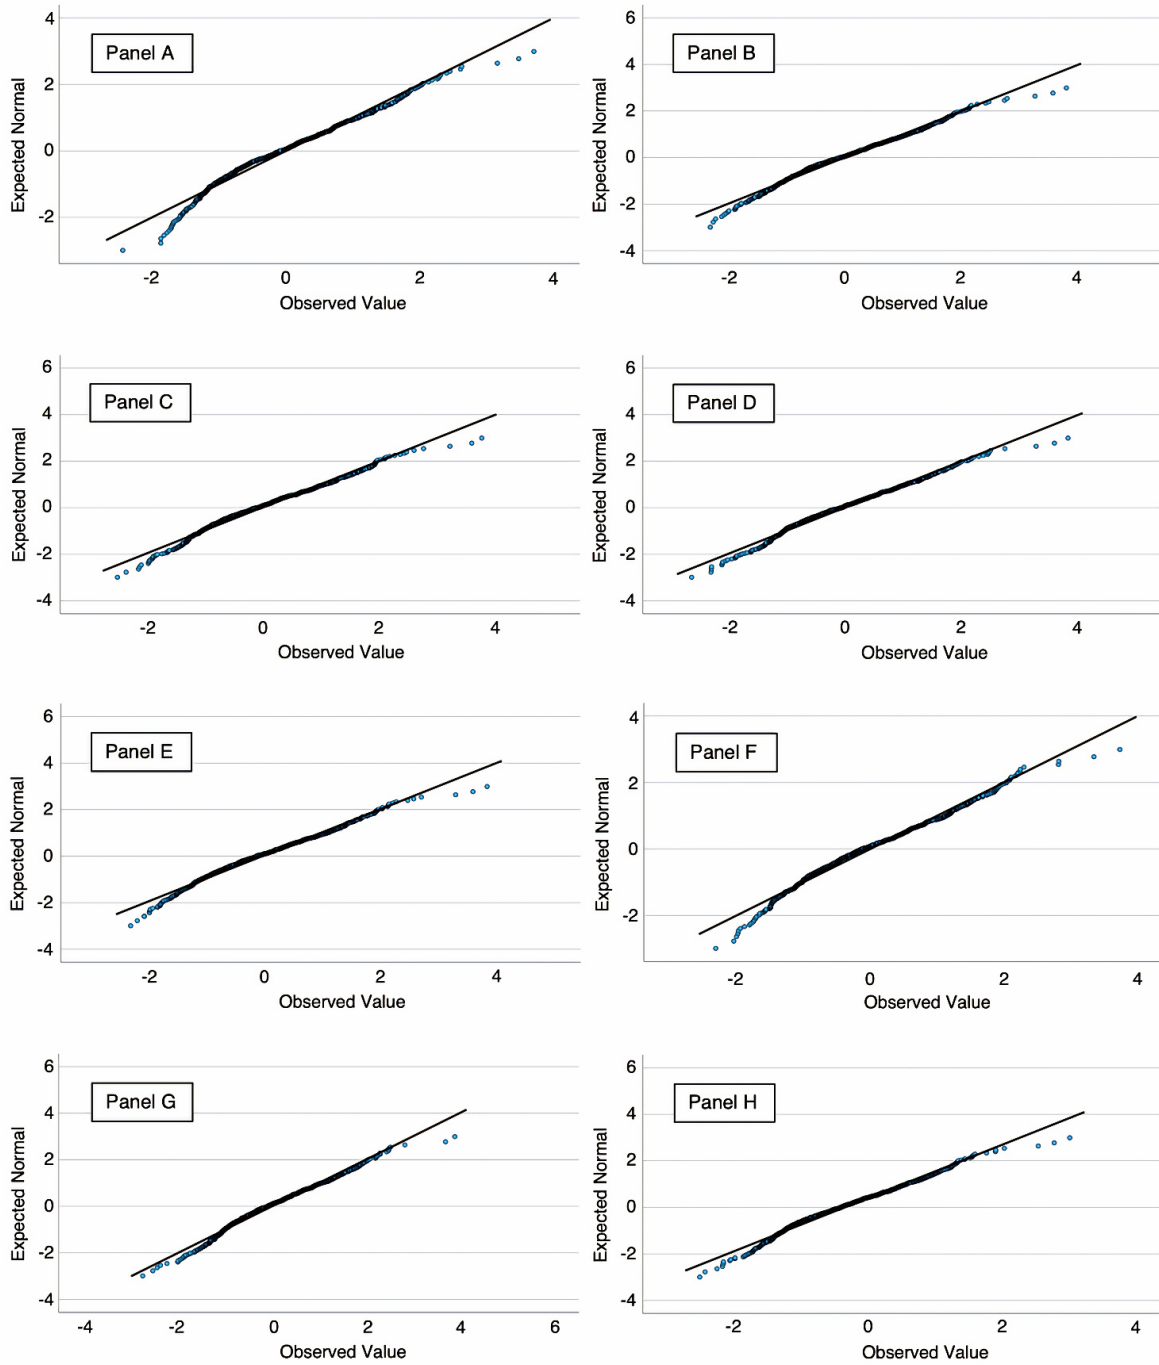 Panel A
Expected Normal
4
2
0
-2
-2 0 2 4
Observed Value
Panel B
Expected Normal
6
4
2
0
-2
-4
-2 0 2 4
Observed Value
Panel C
Expected Normal
6
4
2
0
-2
-4
-2 0 2 4
Observed Value
Panel D
Expected Normal
6
4
2
0
-2
-4
-2 0 2 4
Observed Value
Panel E
Expected Normal
6
4
2
0
-2
-4
-2 0 2 4
Observed Value
Panel F
Expected Normal
4
2
0
-2
-2 0 2 4
Observed Value
Panel G
Expected Normal
6
4
2
0
-2
-4
-4 -2 0 2 4 6
Observed Value
Panel H
Expected Normal
6
4
2
0
-2
-4
-2 0 2 4
Observed Value